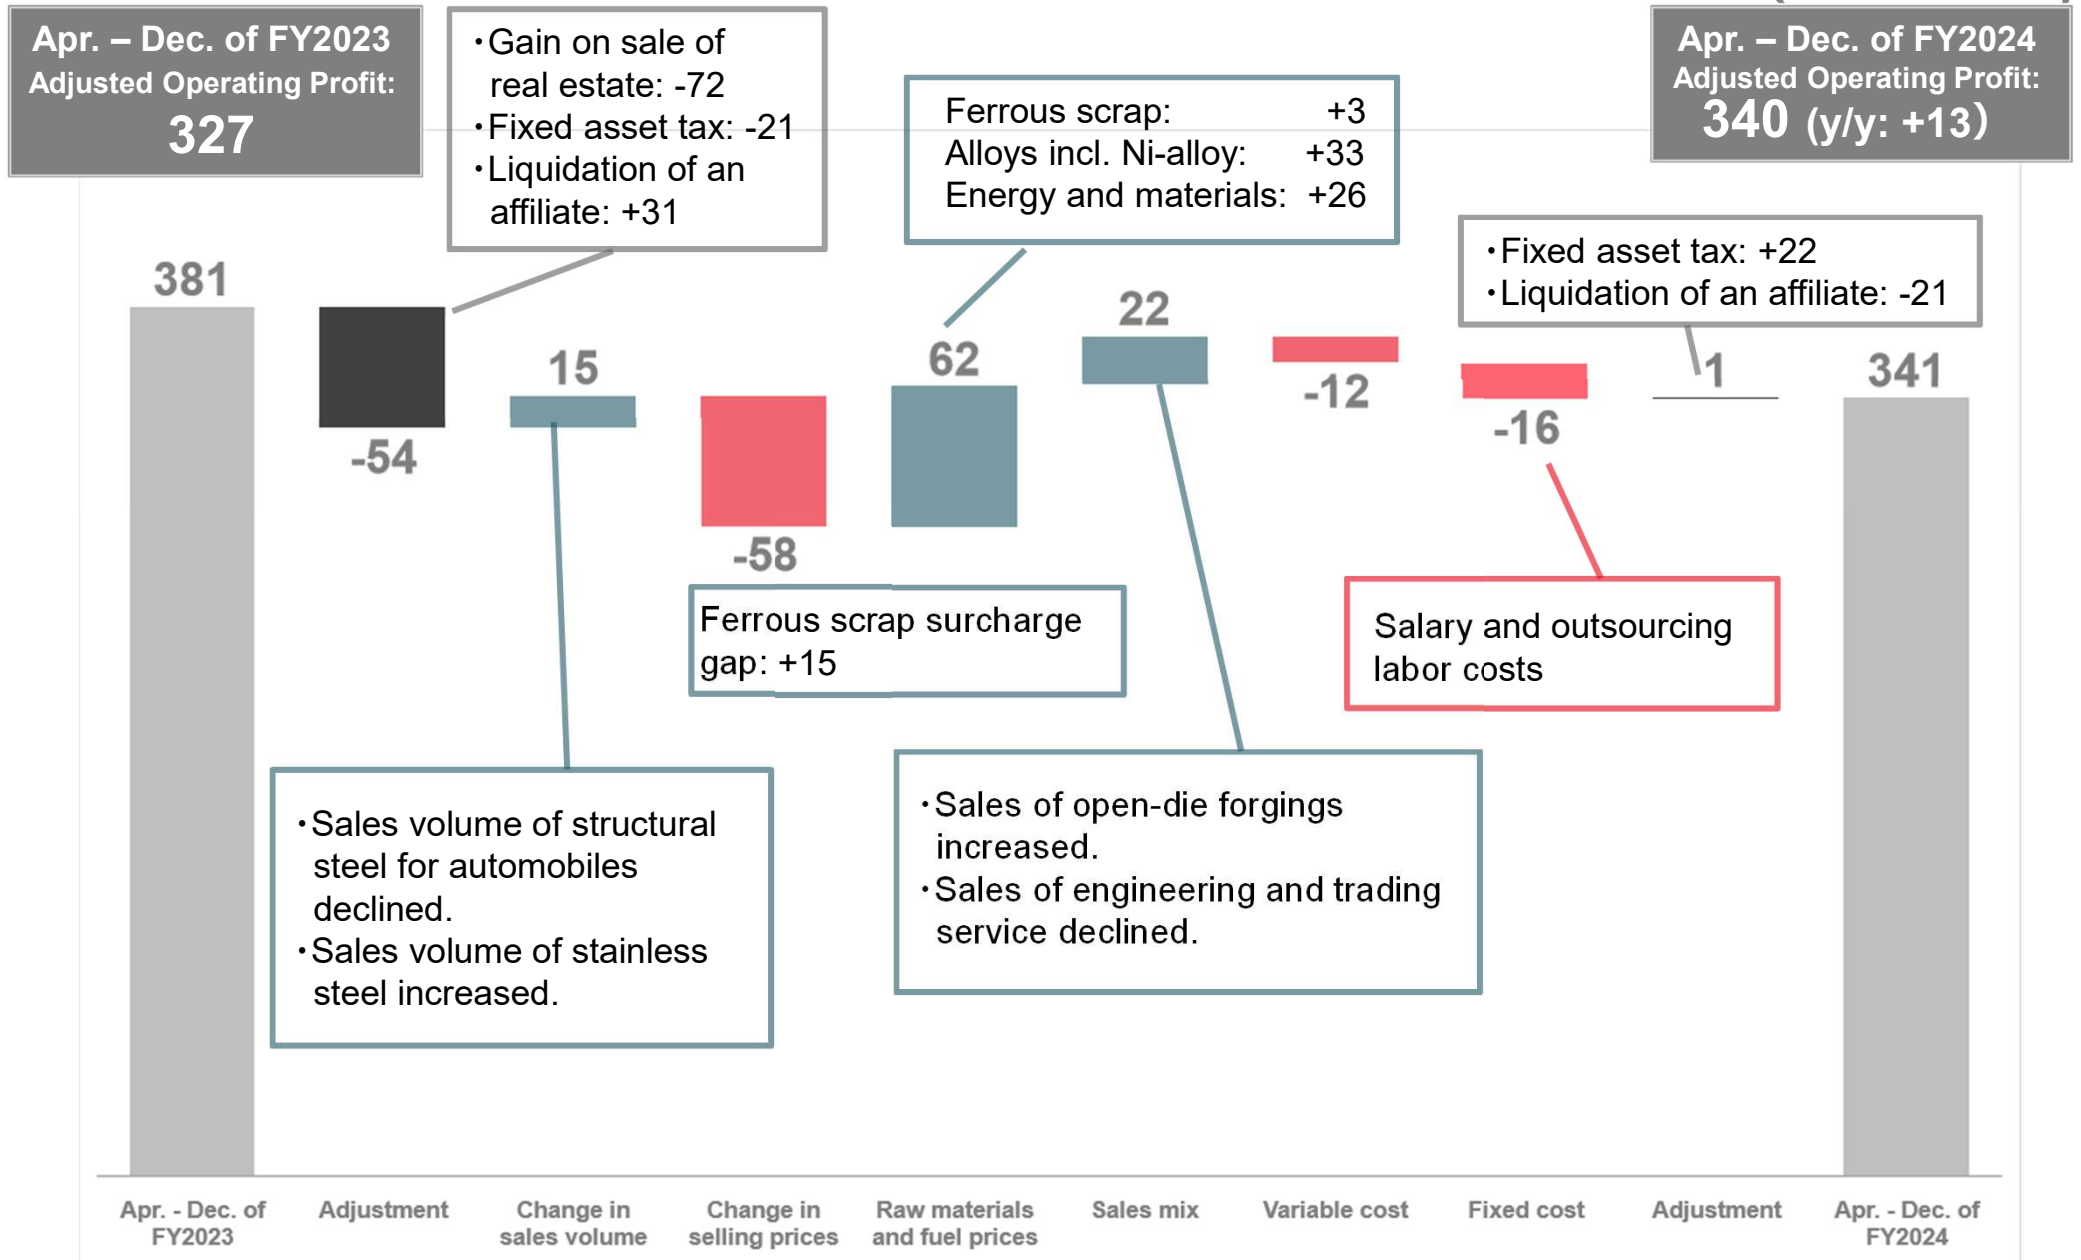 Apr. – Dec. of FY2023
Adjusted Operating Profit:
327
・Gain on sale of
real estate: -72
・Fixed asset tax: -21
・Liquidation of an
affiliate: +31
Ferrous scrap: +3
Alloys incl. Ni-alloy: +33
Energy and materials: +26
Apr. – Dec. of FY2024
Adjusted Operating Profit:
340 (y/y: +13)
・Fixed asset tax: +22
・Liquidation of an affiliate: -21
381
-54
15
-58
62
22
-12
-16
1
341
Ferrous scrap surcharge
gap: +15
Salary and outsourcing
labor costs
・Sales volume of structural
steel for automobiles
declined.
・Sales volume of stainless
steel increased.
・Sales of open-die forgings
increased.
・Sales of engineering and trading
service declined.
Apr. - Dec. of
FY2023
Adjustment
Change in
sales volume
Change in
selling prices
Raw materials
and fuel prices
Sales mix
Variable cost
Fixed cost
Adjustment
Apr. - Dec. of
FY2024